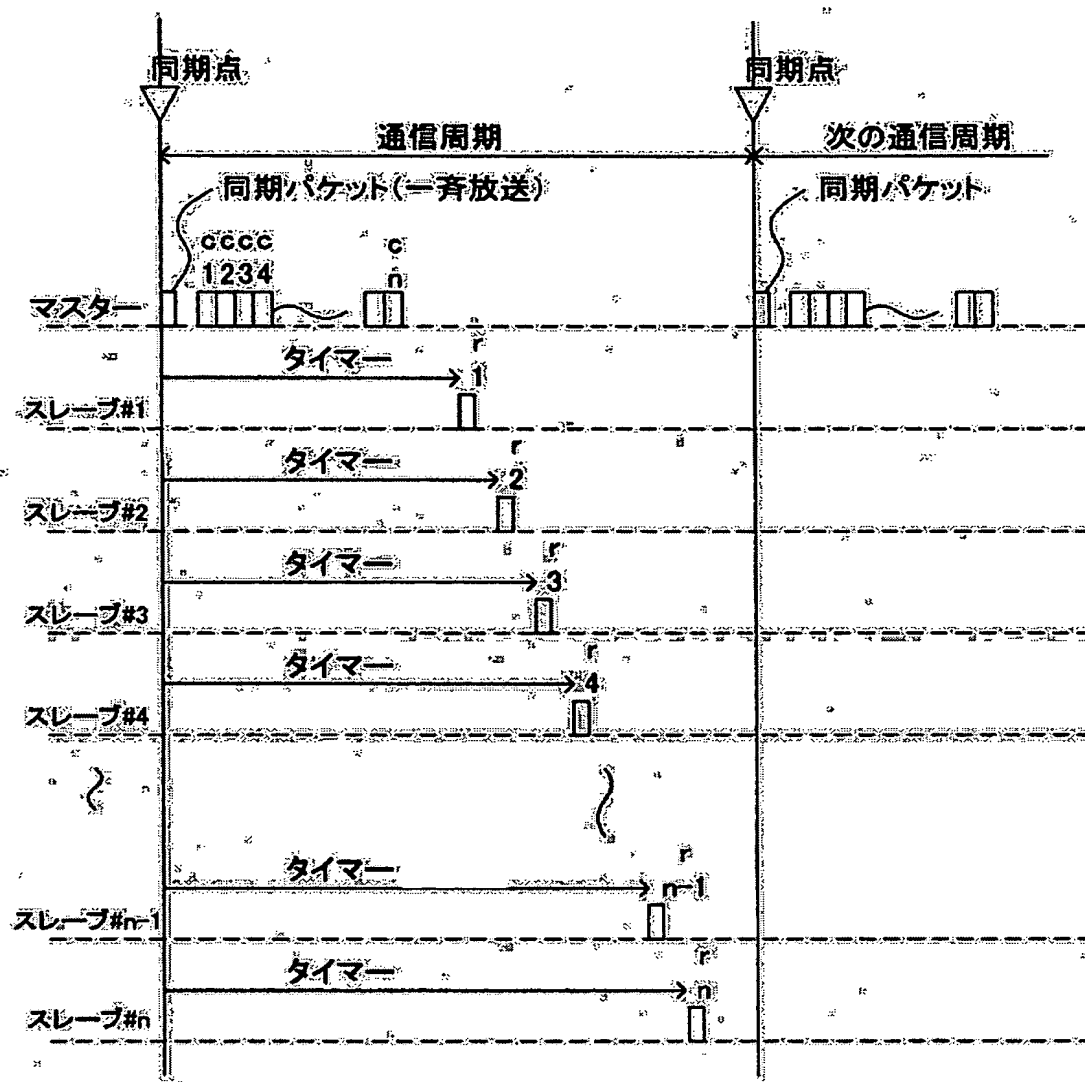 同期点 同期点
通信周期 次の通信周期
同期パケット(一斉放送) 同期パケット
c c c c c
1 2 3 4 n
マスター
タイマー r
1
スレーブ#1
タイマー r
2
スレーブ#2
タイマー r
3
スレーブ#3
タイマー r
4
スレーブ#4
タイマー r
n-1
スレーブ#n-1
タイマー r
n
スレーブ#n